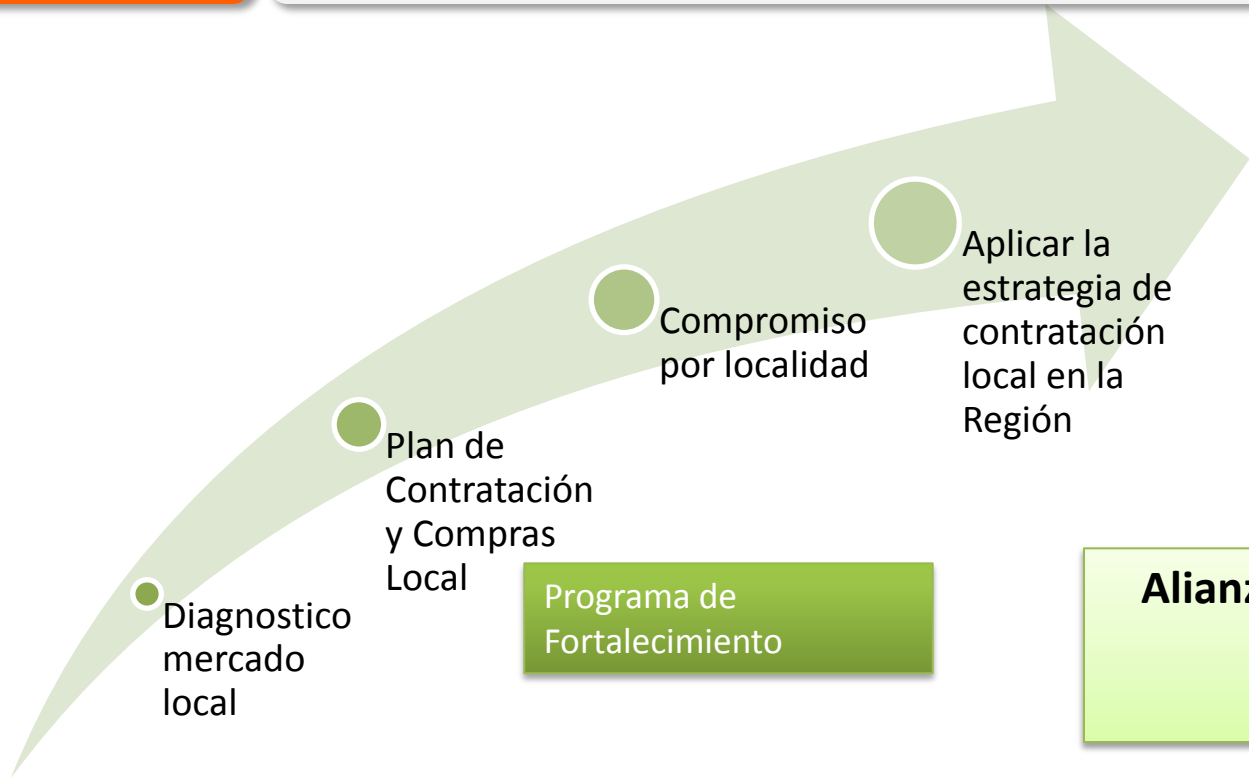 Aplicar la
estrategia de
contratación
local en la
Región
Compromiso
por localidad
Plan de
Contratación
y Compras
Local
Programa de
Fortalecimiento
Diagnostico
mercado
local